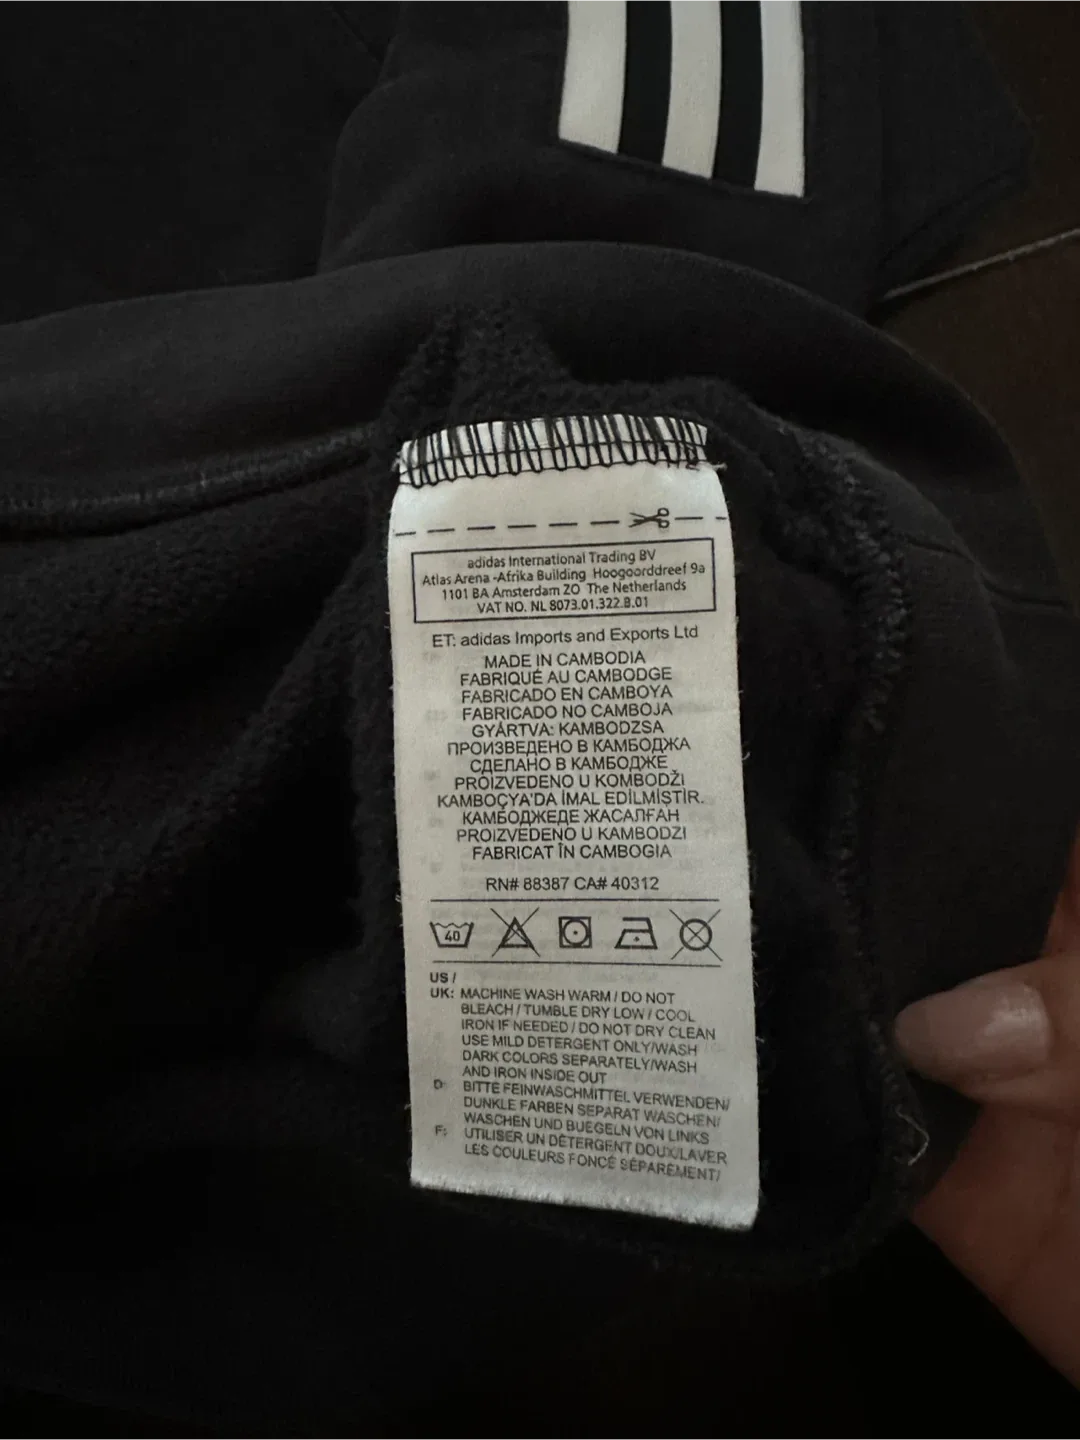 adidas International Trading BV
Atlas Arena -Afrika Building Hoogoorddreef 9a
1101 BA Amsterdam ZO The Netherlands
VAT NO. NL 8073.01.322.B.01
ET: adidas Imports and Exports Ltd
MADE IN CAMBODIA
FABRIQUÉ AU CAMBODGE
FABRICADO EN CAMBOYA
FABRICADO NO CAMBOJA
GYÁRTVA: KAMBODZSA
ПРОИЗВЕДЕНО В КАМБОДЖА
СДЕЛАНО В КАМБОДЖЕ
PROIZVEDENO U KOMBODŽI
KAMBOÇYA'DA İMAL EDİLMİŞTİR.
КАМБОДЖЕДЕ ЖАСАЛҒАН
PROIZVEDENO U KAMBODZI
FABRICAT ÎN CAMBOGIA
RN# 88387 CA# 40312
40
US /
UK: MACHINE WASH WARM / DO NOT
BLEACH / TUMBLE DRY LOW / COOL
IRON IF NEEDED / DO NOT DRY CLEAN
USE MILD DETERGENT ONLY/WASH
DARK COLORS SEPARATELY/WASH
AND IRON INSIDE OUT
D: BITTE FEINWASCHMITTEL VERWENDEN/
DUNKLE FARBEN SEPARAT WASCHEN/
WASCHEN UND BUEGELN VON LINKS
F: UTILISER UN DÉTERGENT DOUX/LAVER
LES COULEURS FONCÉ SÉPARÉMENT/